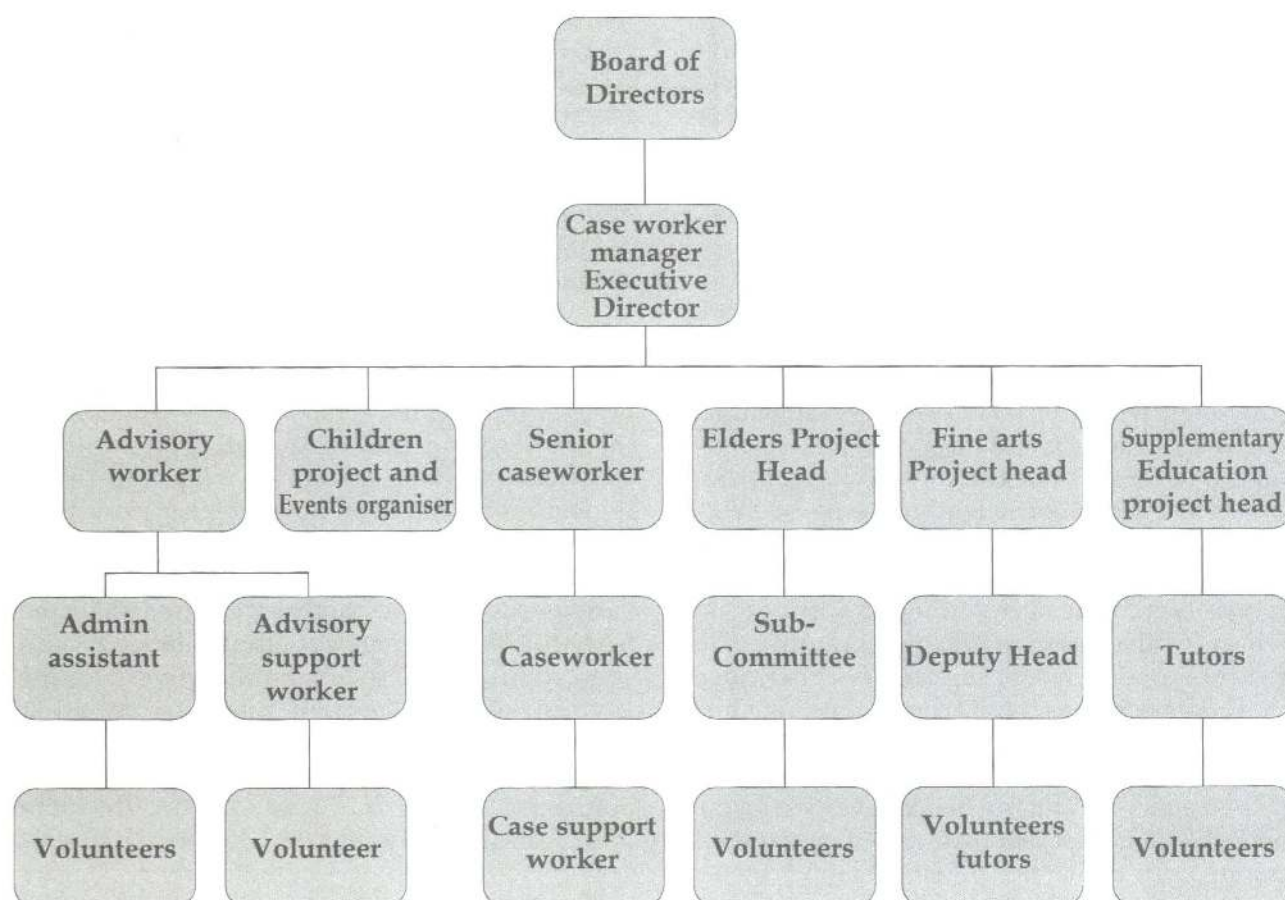 Board of
Directors
Case worker
manager
Executive
Director
Advisory
worker
Children
project and
Events organiser
Senior
caseworker
Elders Project
Head
Fine arts
Project head
Supplementary
Education
project head
Admin
assistant
Advisory
support
worker
Caseworker
Sub-
Committee
Deputy Head
Tutors
Volunteers
Volunteer
Case support
worker
Volunteers
Volunteers
tutors
Volunteers